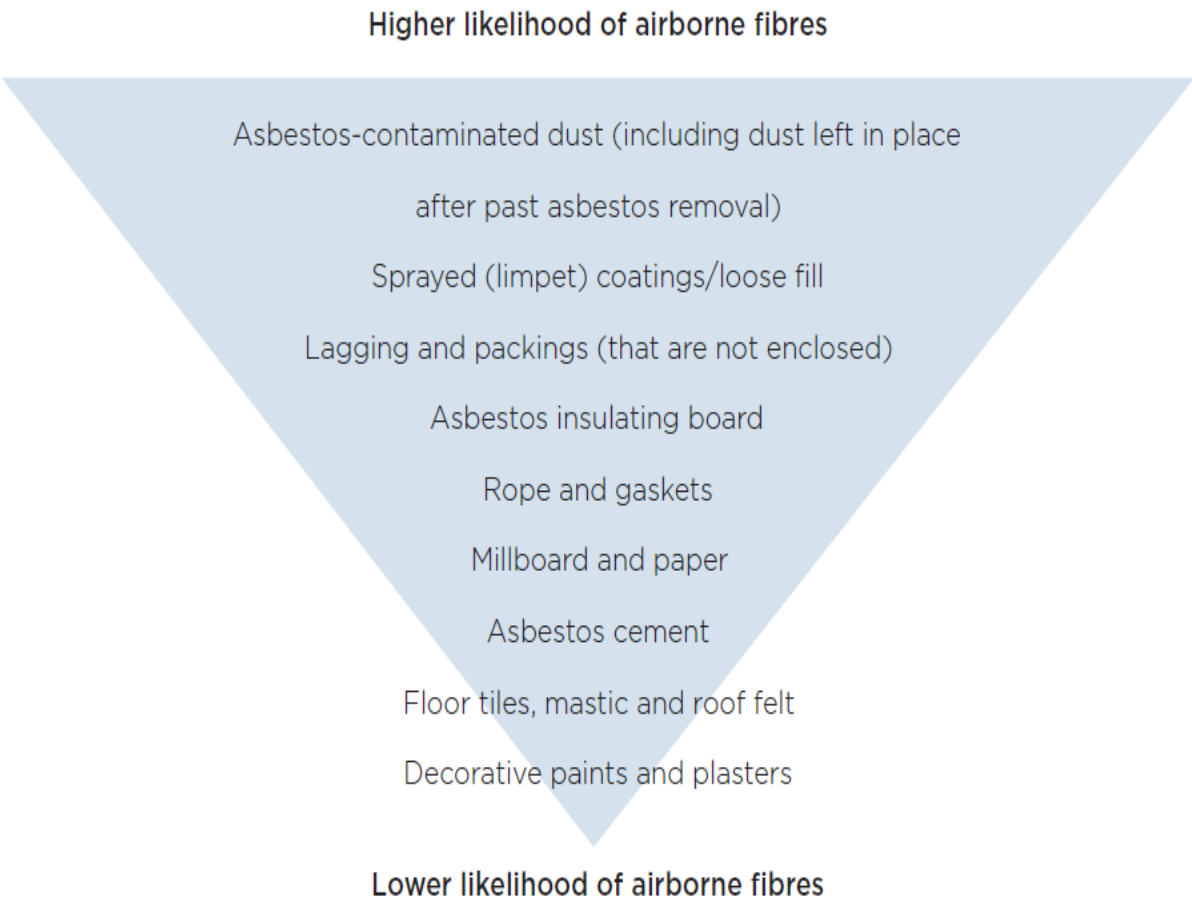 Higher likelihood of airborne fibres
Asbestos-contaminated dust (including dust left in place
after past asbestos removal)
Sprayed (limpet) coatings/loose fill
Lagging and packings (that are not enclosed)
Asbestos insulating board
Rope and gaskets
Millboard and paper
Asbestos cement
Floor tiles, mastic and roof felt
Decorative paints and plasters
Lower likelihood of airborne fibres